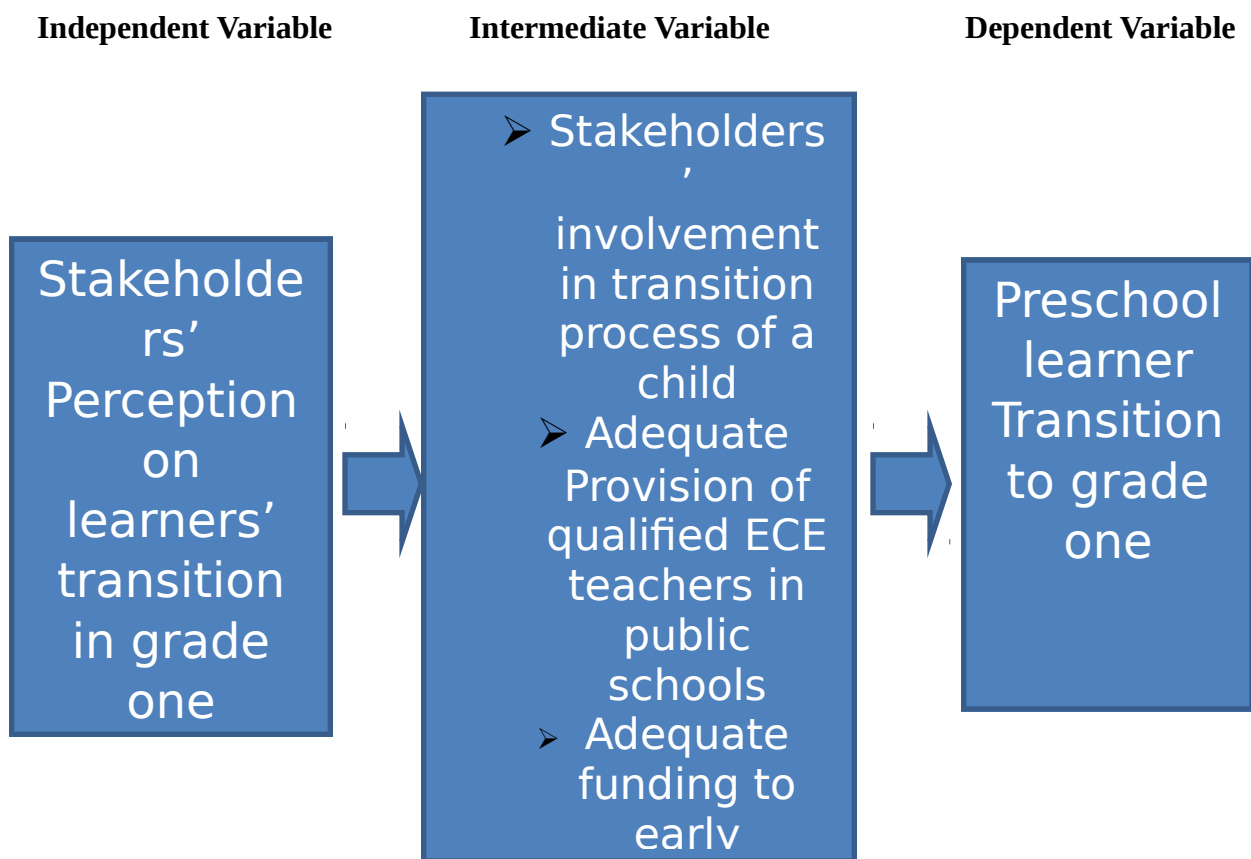 Independent Variable
Intermediate Variable
Dependent Variable
Stakeholde
rs’
Perception
on
learners’
transition
in grade
one
➢ Stakeholders
’
involvement
in transition
process of a
child
➢ Adequate
Provision of
qualified ECE
teachers in
public
schools
➢ Adequate
funding to
early
Preschool
learner
Transition
to grade
one